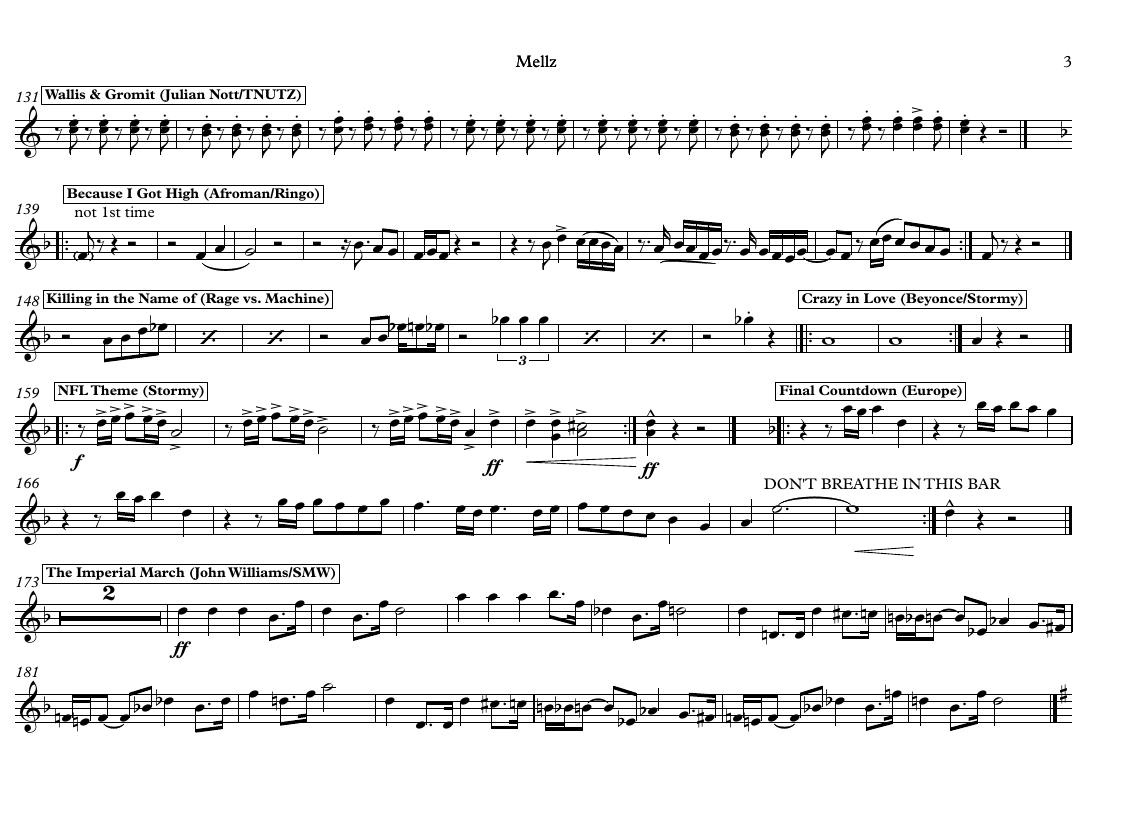 Mellz
3
131 Wallis & Gromit (Julian Nott/TNUTZ)
Because I Got High (Afroman/Ringo)
139 not 1st time
148 Killing in the Name of (Rage vs. Machine) Crazy in Love (Beyonce/Stormy)
3
159 NFL Theme (Stormy) Final Countdown (Europe)
f ff ff
166 DON'T BREATHE IN THIS BAR
173 The Imperial March (John Williams/SMW)
2
ff
181